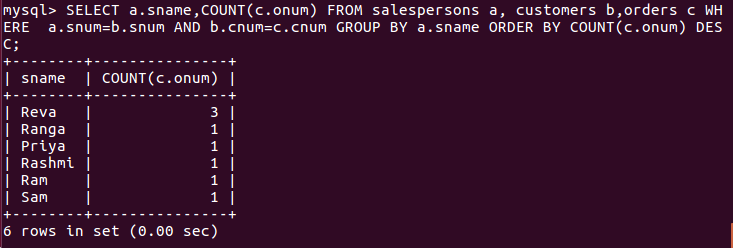 mysql> SELECT a.sname,COUNT(c.onum) FROM salespersons a, customers b,orders c WH
ERE  a.snum=b.snum AND b.cnum=c.cnum GROUP BY a.sname ORDER BY COUNT(c.onum) DES
C;
+--------+---------------+
| sname  | COUNT(c.onum) |
+--------+---------------+
| Reva   |             3 |
| Ranga  |             1 |
| Priya  |             1 |
| Rashmi |             1 |
| Ram    |             1 |
| Sam    |             1 |
+--------+---------------+
6 rows in set (0.00 sec)